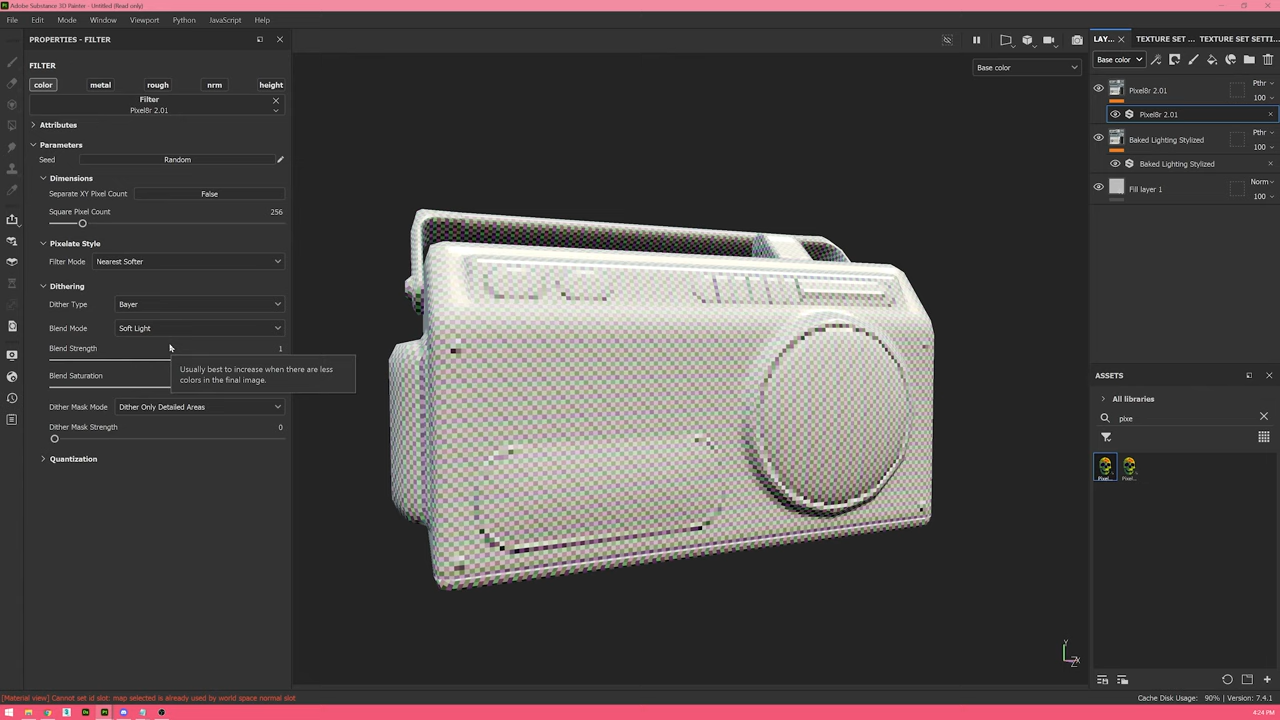 Adobe Substance 3D Painter - Untitled (Read only)
File Edit Mode Window Viewport Python JavaScript Help
PROPERTIES - FILTER
FILTER
color metal rough nrm height
Filter
Pixel8r 2.01
Attributes
Parameters
Seed Random
Dimensions
Separate XY Pixel Count False
Square Pixel Count 256
Pixelate Style
Filter Mode Nearest Softer
Dithering
Dither Type Bayer
Blend Mode Soft Light
Blend Strength 1
Usually best to increase when there are less
colors in the final image.
Blend Saturation
Dither Mask Mode Dither Only Detailed Areas
Dither Mask Strength 0
Quantization
Base color
Y
Z
LAY... TEXTURE SET ... TEXTURE SET SETTI...
Base color
Pixel8r 2.01 Pthr
100
Pixel8r 2.01
Baked Lighting Stylized Pthr
100
Baked Lighting Stylized
Fill layer 1 Norm
100
ASSETS
All libraries
pixe
Pixel... Pixel...
[Material view] Cannot set id slot: map selected is already used by world space normal slot
Cache Disk Usage: 90% | Version: 7.4.1
4:24 PM